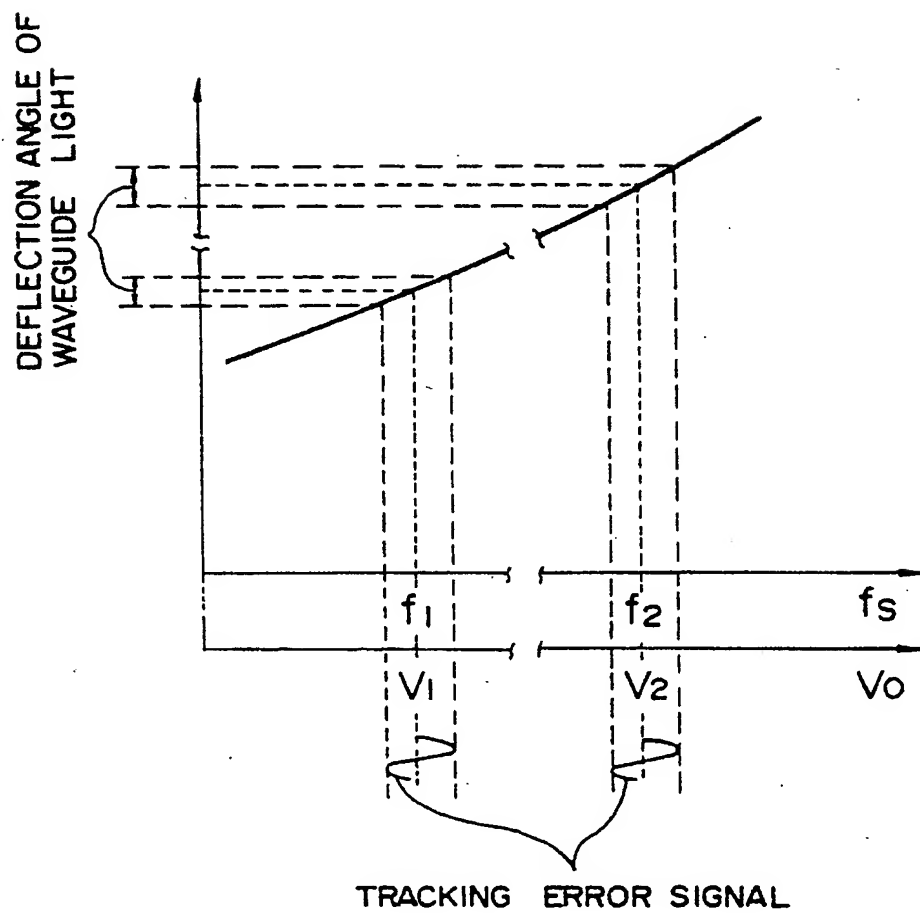 DEFLECTION ANGLE OF
WAVEGUIDE LIGHT
f1
f2
fS
V1
V2
VO
TRACKING ERROR SIGNAL